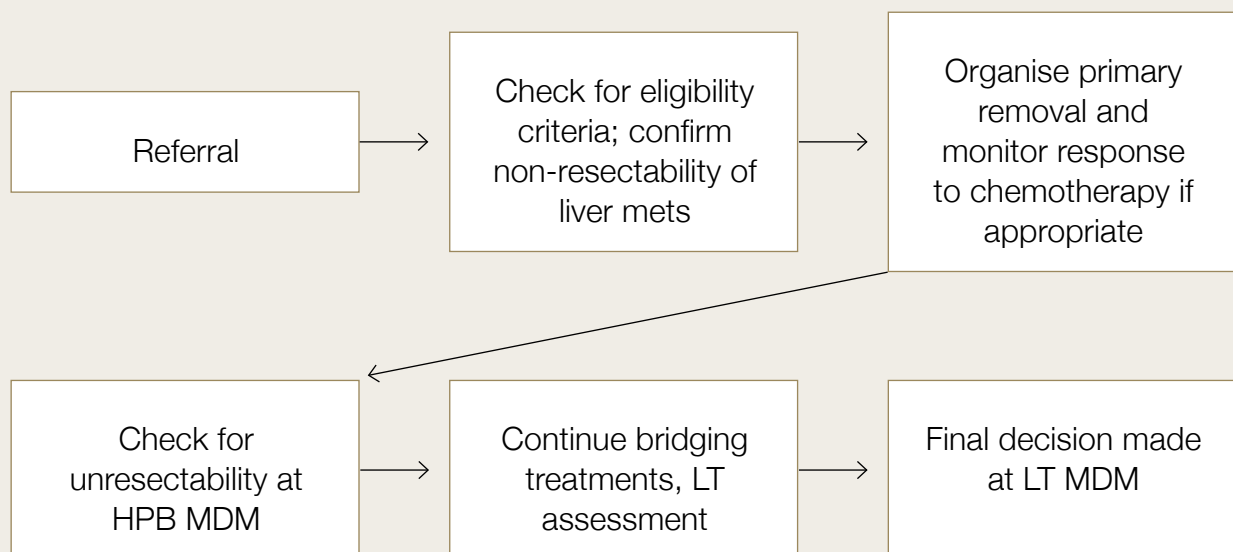 Referral
Check for eligibility
criteria; confirm
non-resectability of
liver mets
Organise primary
removal and
monitor response
to chemotherapy if
appropriate
Check for
unresectability at
HPB MDM
Continue bridging
treatments, LT
assessment
Final decision made
at LT MDM